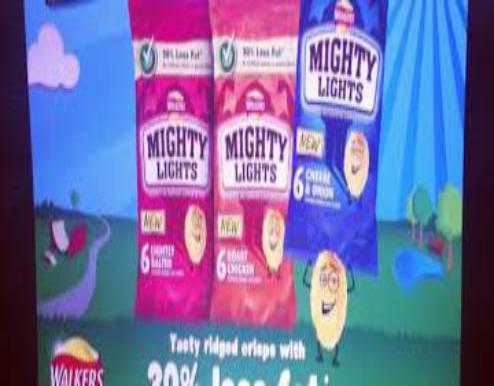 30% Less Fat*
30% Less Fat*
WALKERS
MIGHTY
LIGHTS
NEW
6 LIGHTLY
SALTED
WALKERS
MIGHTY
LIGHTS
NEW
6 ROAST
CHICKEN
WALKERS
MIGHTY
LIGHTS
NEW
6 CHEESE
& ONION
Tasty ridged crisps with
30% less fat
WALKERS